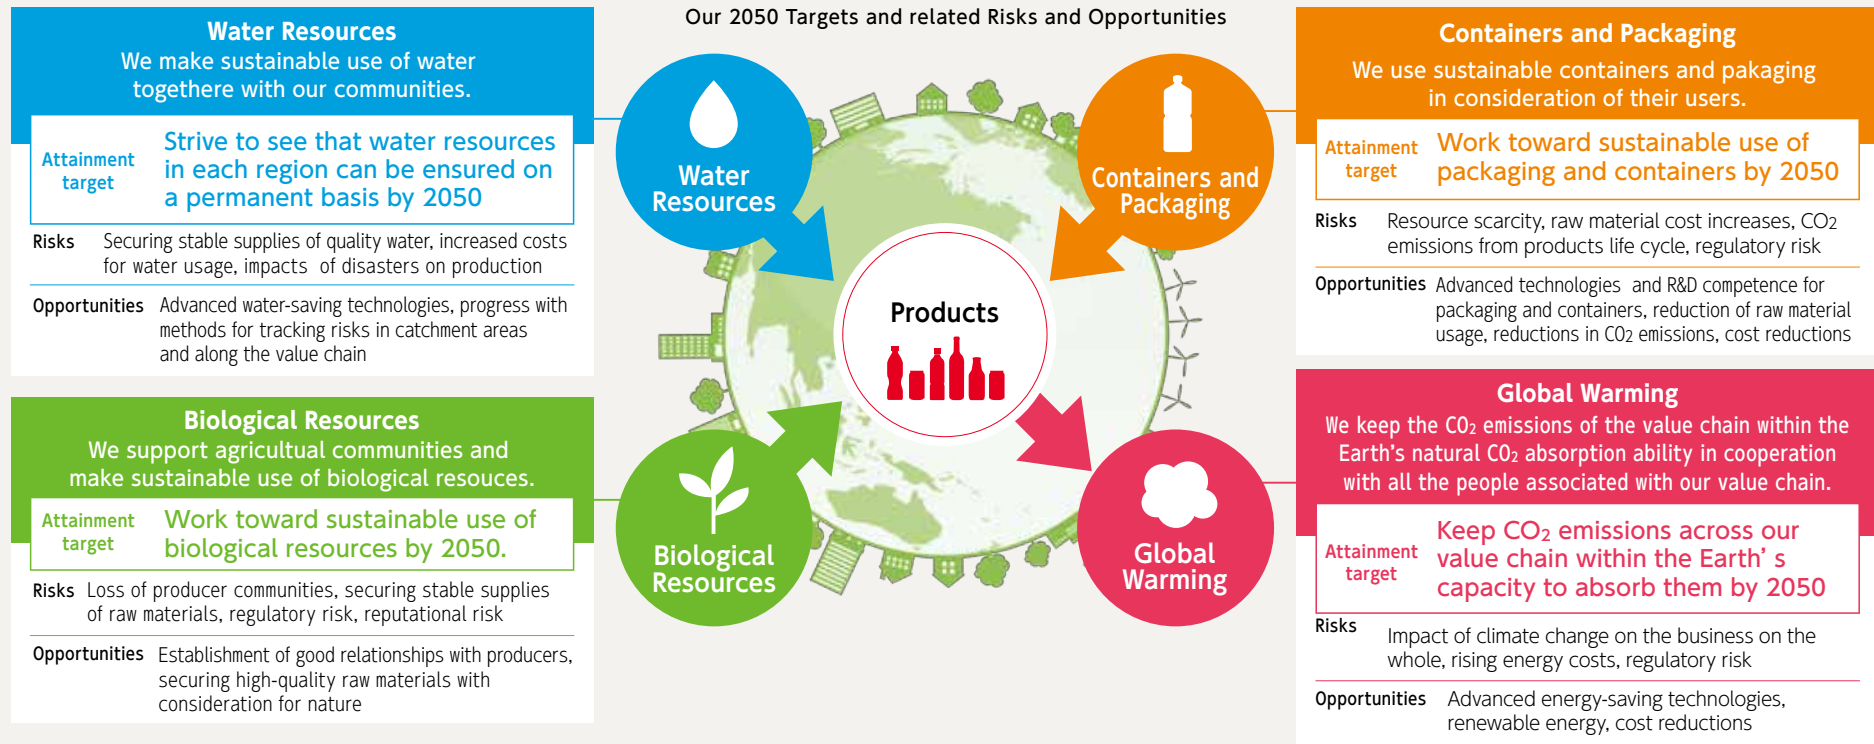 Our 2050 Targets and related Risks and Opportunities
Water Resources
We make sustainable use of water
togethere with our communities.
Attainment
target
Strive to see that water resources
in each region can be ensured on
a permanent basis by 2050
Risks
Securing stable supplies of quality water, increased costs
for water usage, impacts of disasters on production
Opportunities
Advanced water-saving technologies, progress with
methods for tracking risks in catchment areas
and along the value chain
Biological Resources
We support agricultual communities and
make sustainable use of biological resouces.
Attainment
target
Work toward sustainable use of
biological resources by 2050.
Risks
Loss of producer communities, securing stable supplies
of raw materials, regulatory risk, reputational risk
Opportunities
Establishment of good relationships with producers,
securing high-quality raw materials with
consideration for nature
Water
Resources
Containers and
Packaging
Products
Biological
Resources
Global
Warming
Containers and Packaging
We use sustainable containers and pakaging
in consideration of their users.
Attainment
target
Work toward sustainable use of
packaging and containers by 2050
Risks
Resource scarcity, raw material cost increases, CO2
emissions from products life cycle, regulatory risk
Opportunities
Advanced technologies and R&D competence for
packaging and containers, reduction of raw material
usage, reductions in CO2 emissions, cost reductions
Global Warming
We keep the CO2 emissions of the value chain within the
Earth's natural CO2 absorption ability in cooperation
with all the people associated with our value chain.
Attainment
target
Keep CO2 emissions across our
value chain within the Earth' s
capacity to absorb them by 2050
Risks
Impact of climate change on the business on the
whole, rising energy costs, regulatory risk
Opportunities
Advanced energy-saving technologies,
renewable energy, cost reductions